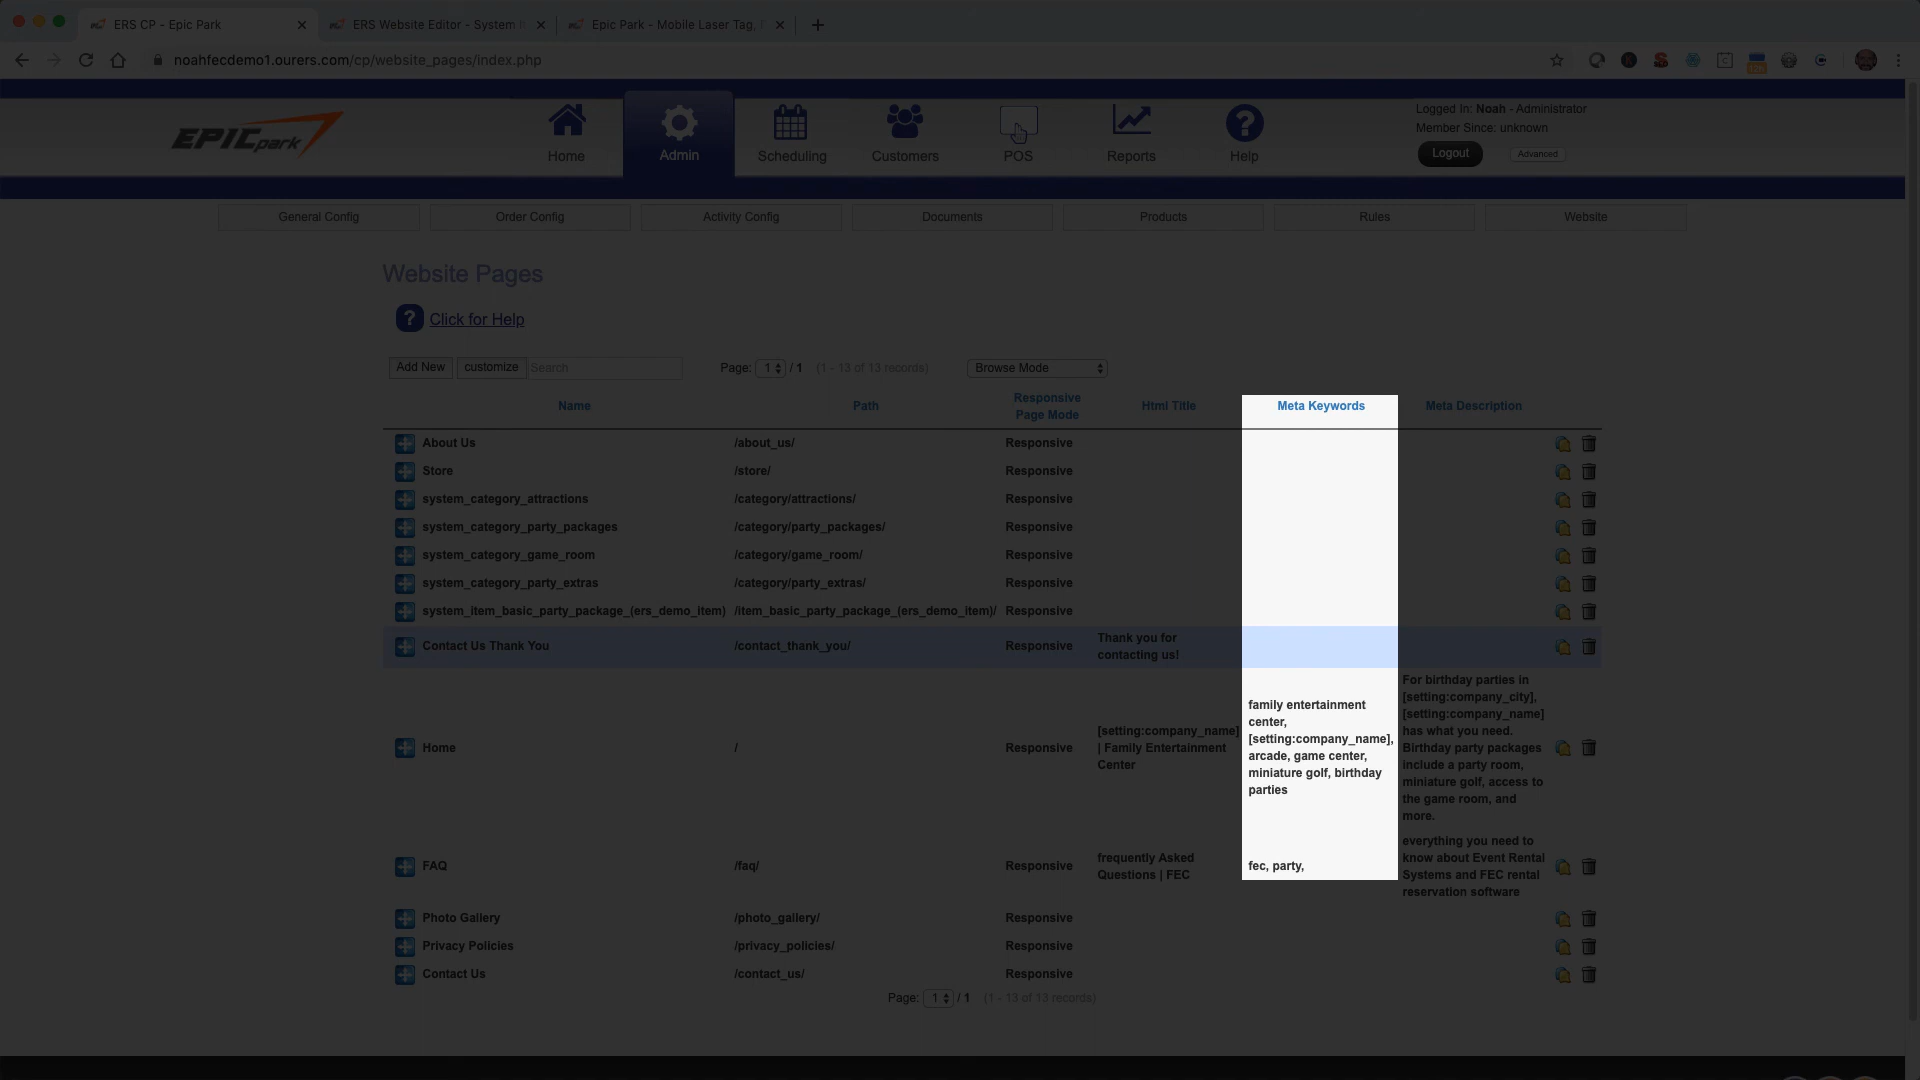 ERS CP - Epic Park
ERS Website Editor - System I
Epic Park - Mobile Laser Tag,
noahfecdemo1.ourers.com/cp/website_pages/index.php
EPIC park
Home
Admin
Scheduling
Customers
POS
Reports
Help
Logged In: Noah - Administrator
Member Since: unknown
Logout
Advanced
General Config
Order Config
Activity Config
Documents
Products
Rules
Website
Website Pages
? Click for Help
Add New
customize
Search
Page: 1 / 1 (1 - 13 of 13 records)
Browse Mode
Name
Path
Responsive
Page Mode
Html Title
Meta Keywords
Meta Description
About Us /about_us/ Responsive
Store /store/ Responsive
system_category_attractions /category/attractions/ Responsive
system_category_party_packages /category/party_packages/ Responsive
system_category_game_room /category/game_room/ Responsive
system_category_party_extras /category/party_extras/ Responsive
system_item_basic_party_package_(ers_demo_item) /item_basic_party_package_(ers_demo_item)/ Responsive
Contact Us Thank You /contact_thank_you/ Responsive
Thank you for
contacting us!
Home / Responsive
[setting:company_name]
| Family Entertainment
Center
family entertainment
center,
[setting:company_name],
arcade, game center,
miniature golf, birthday
parties
For birthday parties in
[setting:company_city],
[setting:company_name]
has what you need.
Birthday party packages
include a party room,
miniature golf, access to
the game room, and
more.
FAQ /faq/ Responsive
frequently Asked
Questions | FEC
fec, party,
everything you need to
know about Event Rental
Systems and FEC rental
reservation software
Photo Gallery /photo_gallery/ Responsive
Privacy Policies /privacy_policies/ Responsive
Contact Us /contact_us/ Responsive
Page: 1 / 1 (1 - 13 of 13 records)